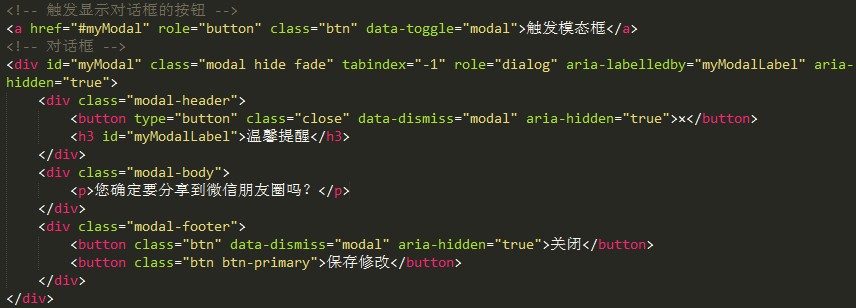 <!-- 触发显示对话框的按钮 -->
<a href="#myModal" role="button" class="btn" data-toggle="modal">触发模态框</a>
<!-- 对话框 -->
<div id="myModal" class="modal hide fade" tabindex="-1" role="dialog" aria-labelledby="myModalLabel" aria-
hidden="true">
    <div class="modal-header">
        <button type="button" class="close" data-dismiss="modal" aria-hidden="true">×</button>
        <h3 id="myModalLabel">温馨提醒</h3>
    </div>
    <div class="modal-body">
        <p>您确定要分享到微信朋友圈吗？</p>
    </div>
    <div class="modal-footer">
        <button class="btn" data-dismiss="modal" aria-hidden="true">关闭</button>
        <button class="btn btn-primary">保存修改</button>
    </div>
</div>